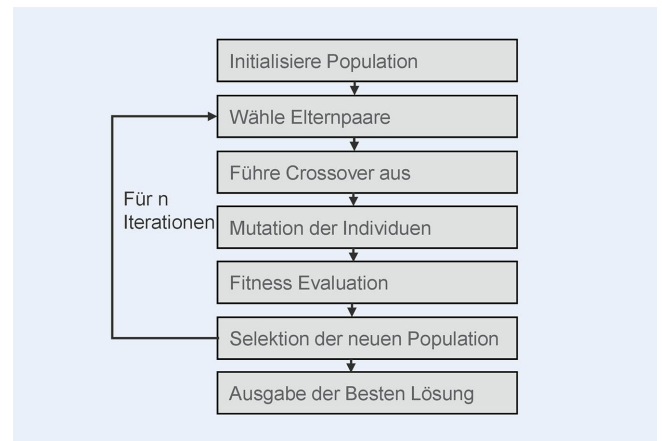 Initialisiere Population
Wähle Elternpaare
Führe Crossover aus
Für n
Iterationen
Mutation der Individuen
Fitness Evaluation
Selektion der neuen Population
Ausgabe der Besten Lösung